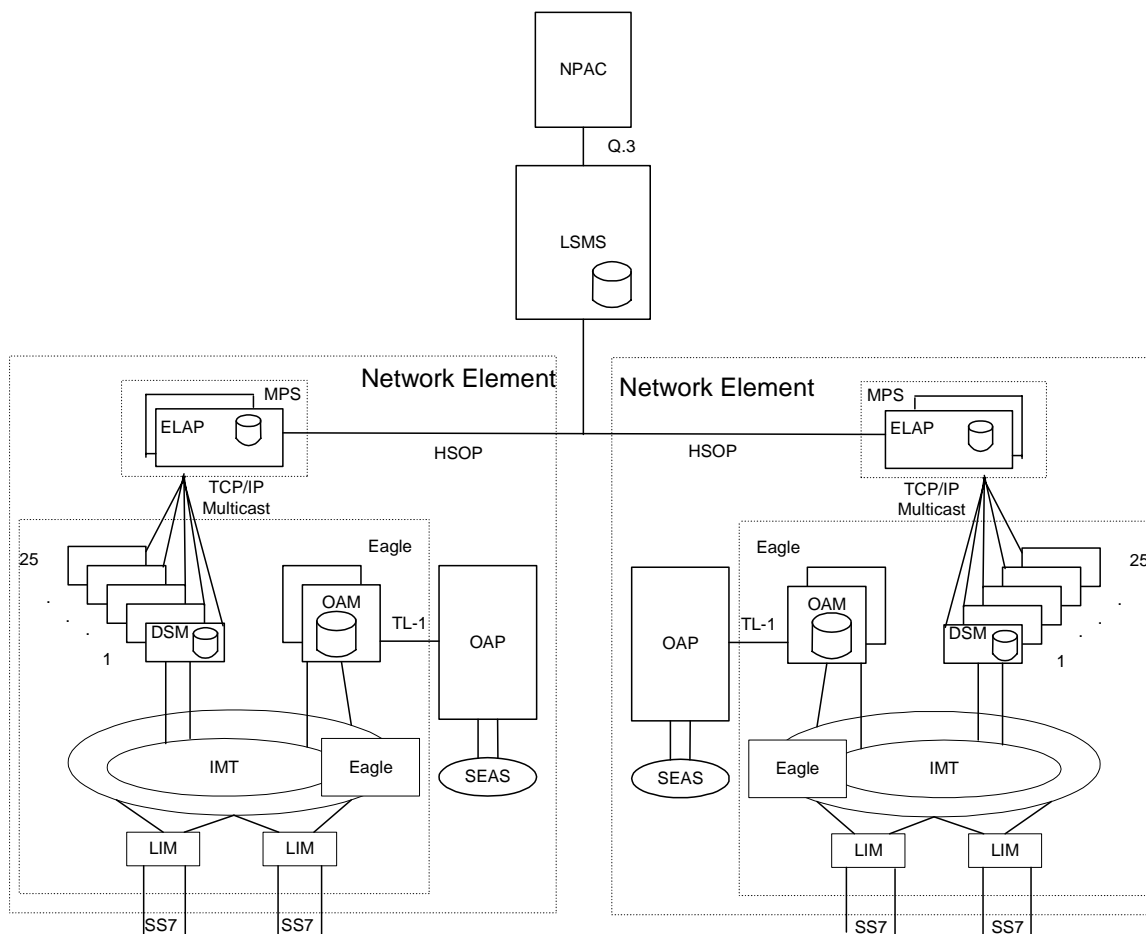 NPAC
Q.3
LSMS
Network Element
Network Element
MPS
MPS
ELAP
ELAP
HSOP
HSOP
TCP/IP
Multicast
TCP/IP
Multicast
Eagle
Eagle
25
25
OAM
OAM
TL-1
TL-1
DSM
DSM
OAP
OAP
1
1
IMT
Eagle
SEAS
SEAS
Eagle
IMT
LIM
LIM
LIM
LIM
SS7
SS7
SS7
SS7